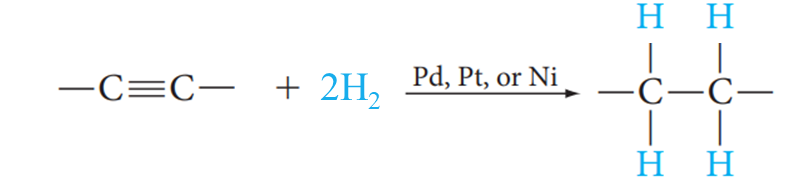 H H
—C≡C— + 2H₂ Pd, Pt, or Ni —C—C—
H H